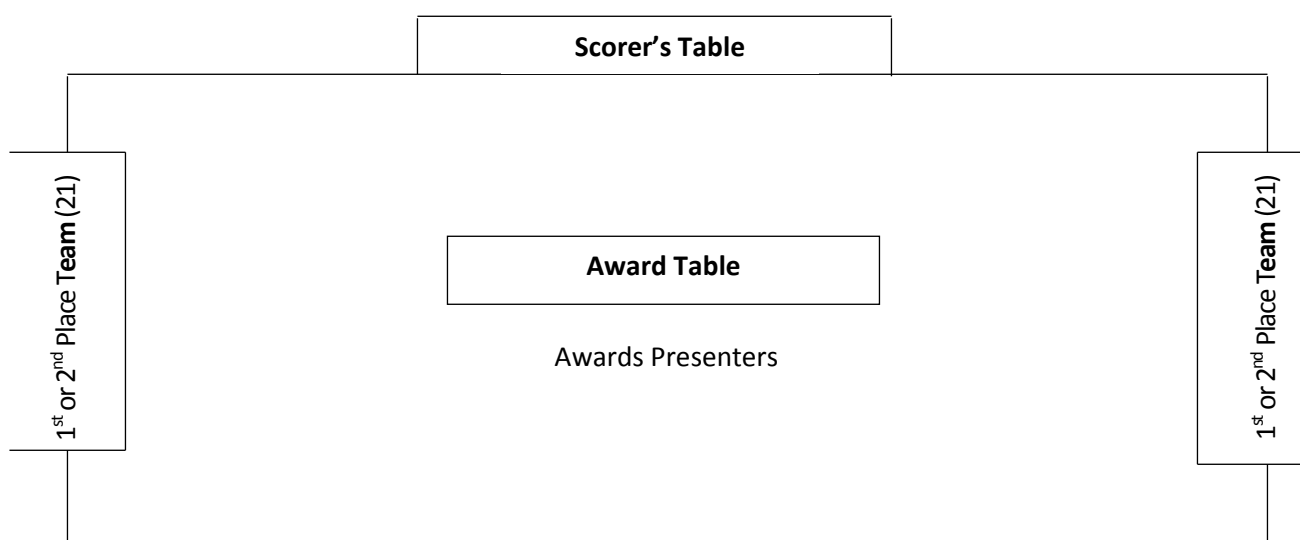 Scorer’s Table
1st or 2nd Place Team (21)
Award Table
Awards Presenters
1st or 2nd Place Team (21)